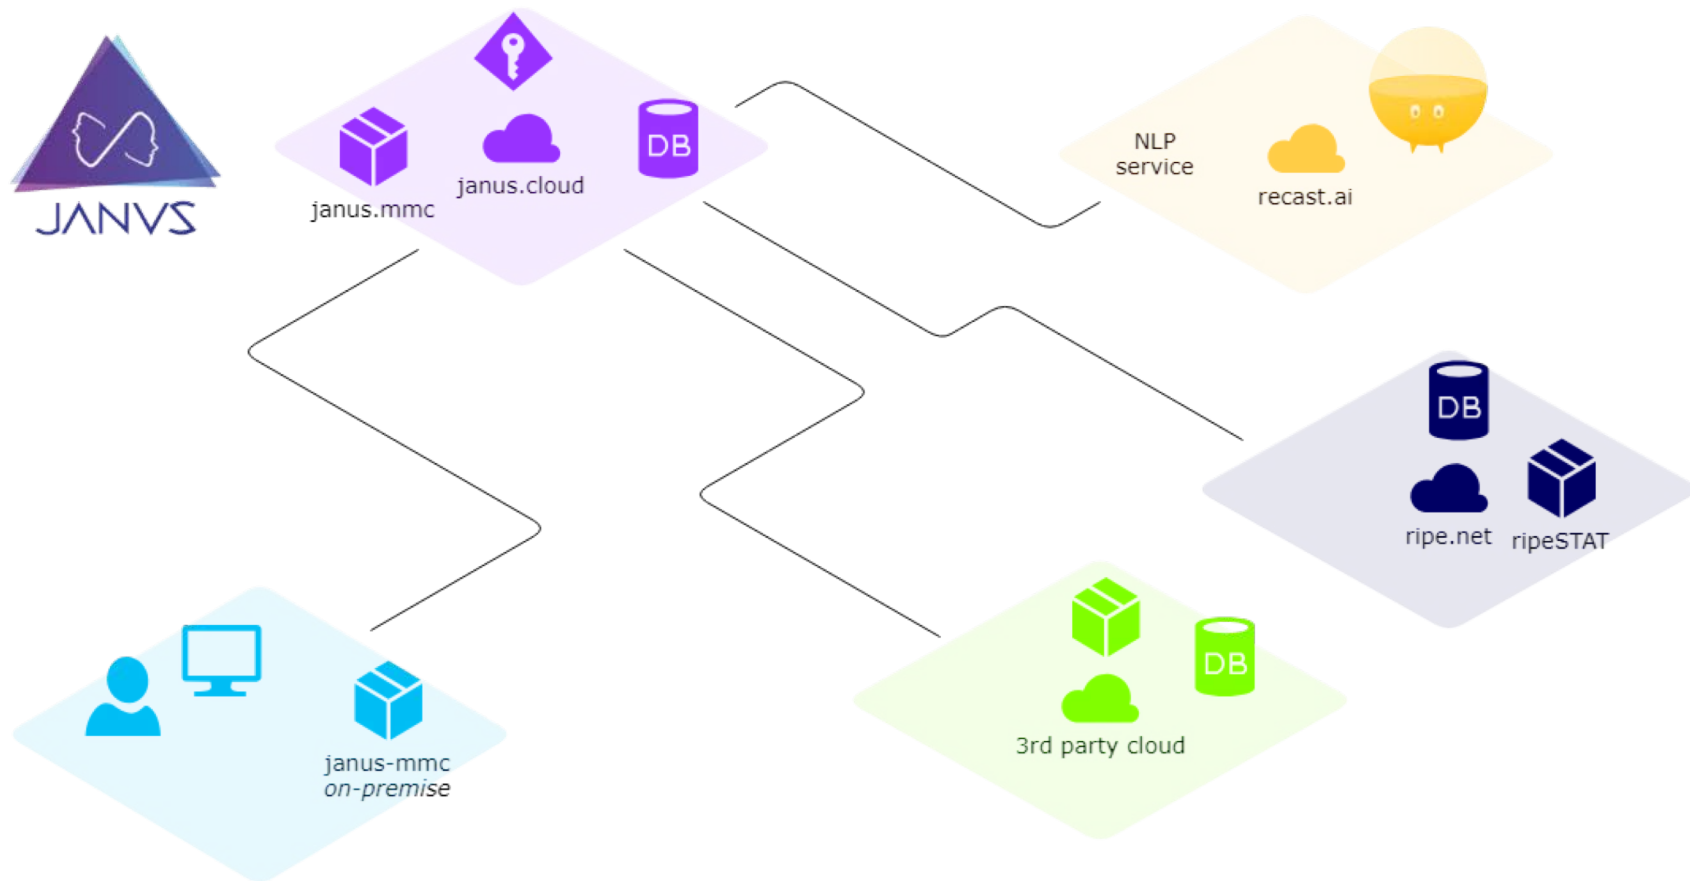 JANVS
janus.mmc
janus.cloud
DB
NLP
service
recast.ai
DB
ripe.net
ripeSTAT
janus-mmc
on-premise
DB
3rd party cloud